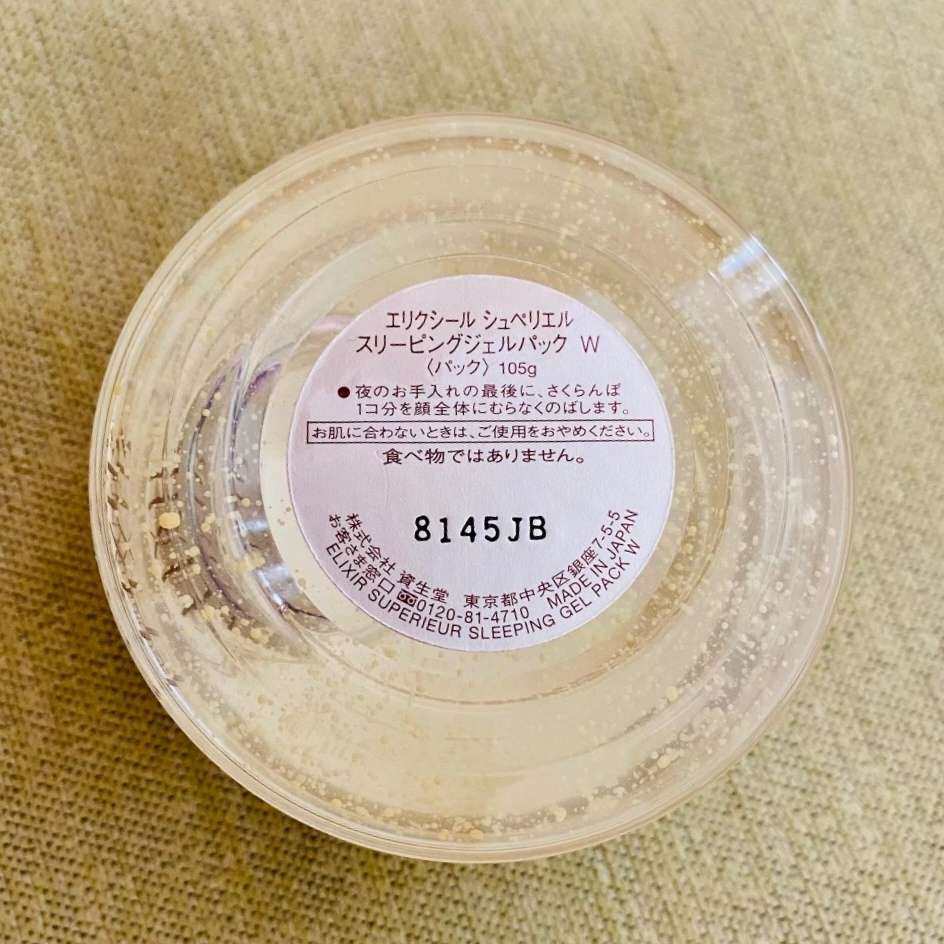 エリクシール シュペリエル
スリーピングジェルパック W
〈パック〉 105g
●夜のお手入れの最後に、さくらんぼ
1コ分を顔全体にむらなくのばします。
お肌に合わないときは、ご使用をおやめください。
食べ物ではありません。
8145JB
株式会社 資生堂 東京都中央区銀座7-5-5
お客さま窓口 0120-81-4710 MADE IN JAPAN
ELIXIR SUPERIEUR SLEEPING GEL PACK W